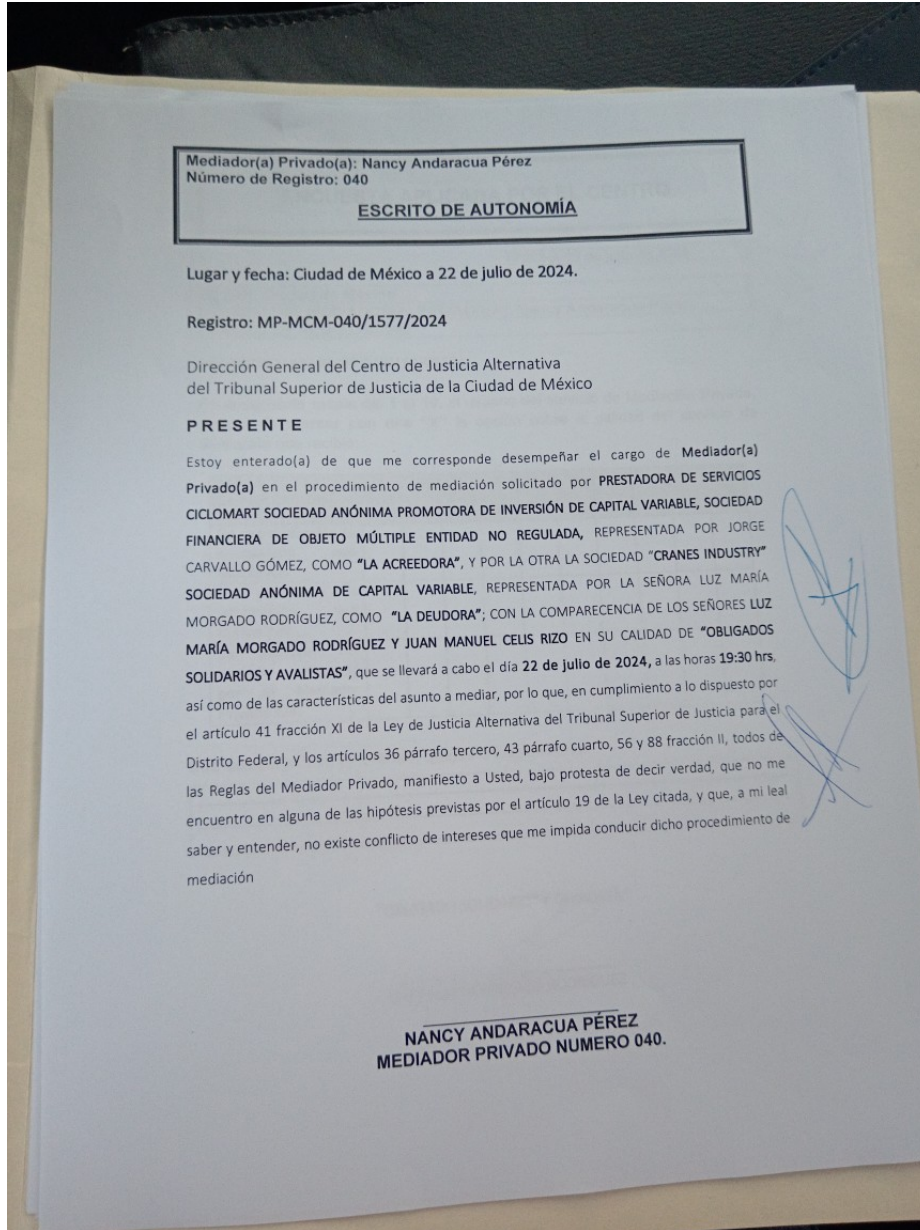 Mediador(a) Privado(a): Nancy Andaracua Pérez
Número de Registro: 040
ESCRITO DE AUTONOMÍA
Lugar y fecha: Ciudad de México a 22 de julio de 2024.
Registro: MP-MCM-040/1577/2024
Dirección General del Centro de Justicia Alternativa
del Tribunal Superior de Justicia de la Ciudad de México
P R E S E N T E
Estoy enterado(a) de que me corresponde desempeñar el cargo de Mediador(a)
Privado(a) en el procedimiento de mediación solicitado por PRESTADORA DE SERVICIOS
CICLOMART SOCIEDAD ANÓNIMA PROMOTORA DE INVERSIÓN DE CAPITAL VARIABLE, SOCIEDAD
FINANCIERA DE OBJETO MÚLTIPLE ENTIDAD NO REGULADA, REPRESENTADA POR JORGE
CARVALLO GÓMEZ, COMO “LA ACREEDORA”, Y POR LA OTRA LA SOCIEDAD “CRANES INDUSTRY”
SOCIEDAD ANÓNIMA DE CAPITAL VARIABLE, REPRESENTADA POR LA SEÑORA LUZ MARÍA
MORGADO RODRÍGUEZ, COMO “LA DEUDORA”; CON LA COMPARECENCIA DE LOS SEÑORES LUZ
MARÍA MORGADO RODRÍGUEZ Y JUAN MANUEL CELIS RIZO EN SU CALIDAD DE “OBLIGADOS
SOLIDARIOS Y AVALISTAS”, que se llevará a cabo el día 22 de julio de 2024, a las horas 19:30 hrs,
así como de las características del asunto a mediar, por lo que, en cumplimiento a lo dispuesto por
el artículo 41 fracción XI de la Ley de Justicia Alternativa del Tribunal Superior de Justicia para el
Distrito Federal, y los artículos 36 párrafo tercero, 43 párrafo cuarto, 56 y 88 fracción II, todos de
las Reglas del Mediador Privado, manifiesto a Usted, bajo protesta de decir verdad, que no me
encuentro en alguna de las hipótesis previstas por el artículo 19 de la Ley citada, y que, a mi leal
saber y entender, no existe conflicto de intereses que me impida conducir dicho procedimiento de
mediación
NANCY ANDARACUA PÉREZ
MEDIADOR PRIVADO NUMERO 040.